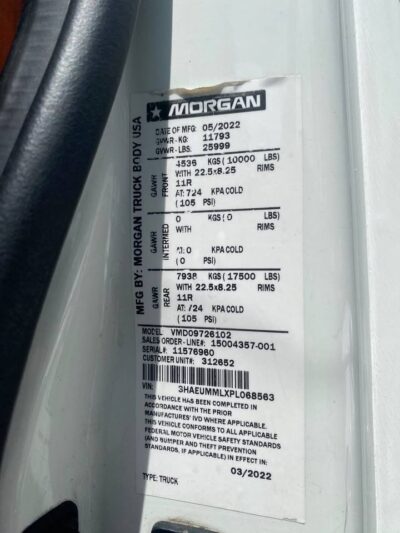 MORGAN
MFG BY: MORGAN TRUCK BODY USA
DATE OF MFG: 05/2022
GVWR-KG: 11793
GVWR-LBS. 25999
GAWR FRONT
4536 KGS (10000 LBS)
WITH 22.5x8.25 RIMS
11R
AT: 724 KPA COLD
(105 PSI)
GAWR INTERMED
0 KGS (0 LBS)
WITH RIMS
AT: 0 KPA COLD
(0 PSI)
GAWR REAR
7938 KGS (17500 LBS)
WITH 22.5x8.25 RIMS
11R
AT: 724 KPA COLD
(105 PSI)
MODEL: VMD09726102
SALES ORDER-LINE#: 15004357-001
SERIAL#: 11576960
CUSTOMER UNIT#: 312652
VIN: 3HAEUMMLXPL068563
THIS VEHICLE HAS BEEN COMPLETED IN
ACCORDANCE WITH THE PRIOR
MANUFACTURES' IVD WHERE APPLICABLE.
THIS VEHICLE CONFORMS TO ALL APPLICABLE
FEDERAL MOTOR VEHICLE SAFETY STANDARDS
(AND BUMPER AND THEFT PREVENTION
STANDARDS, IF APPLICABLE) IN EFFECT IN:
03/2022
TYPE: TRUCK